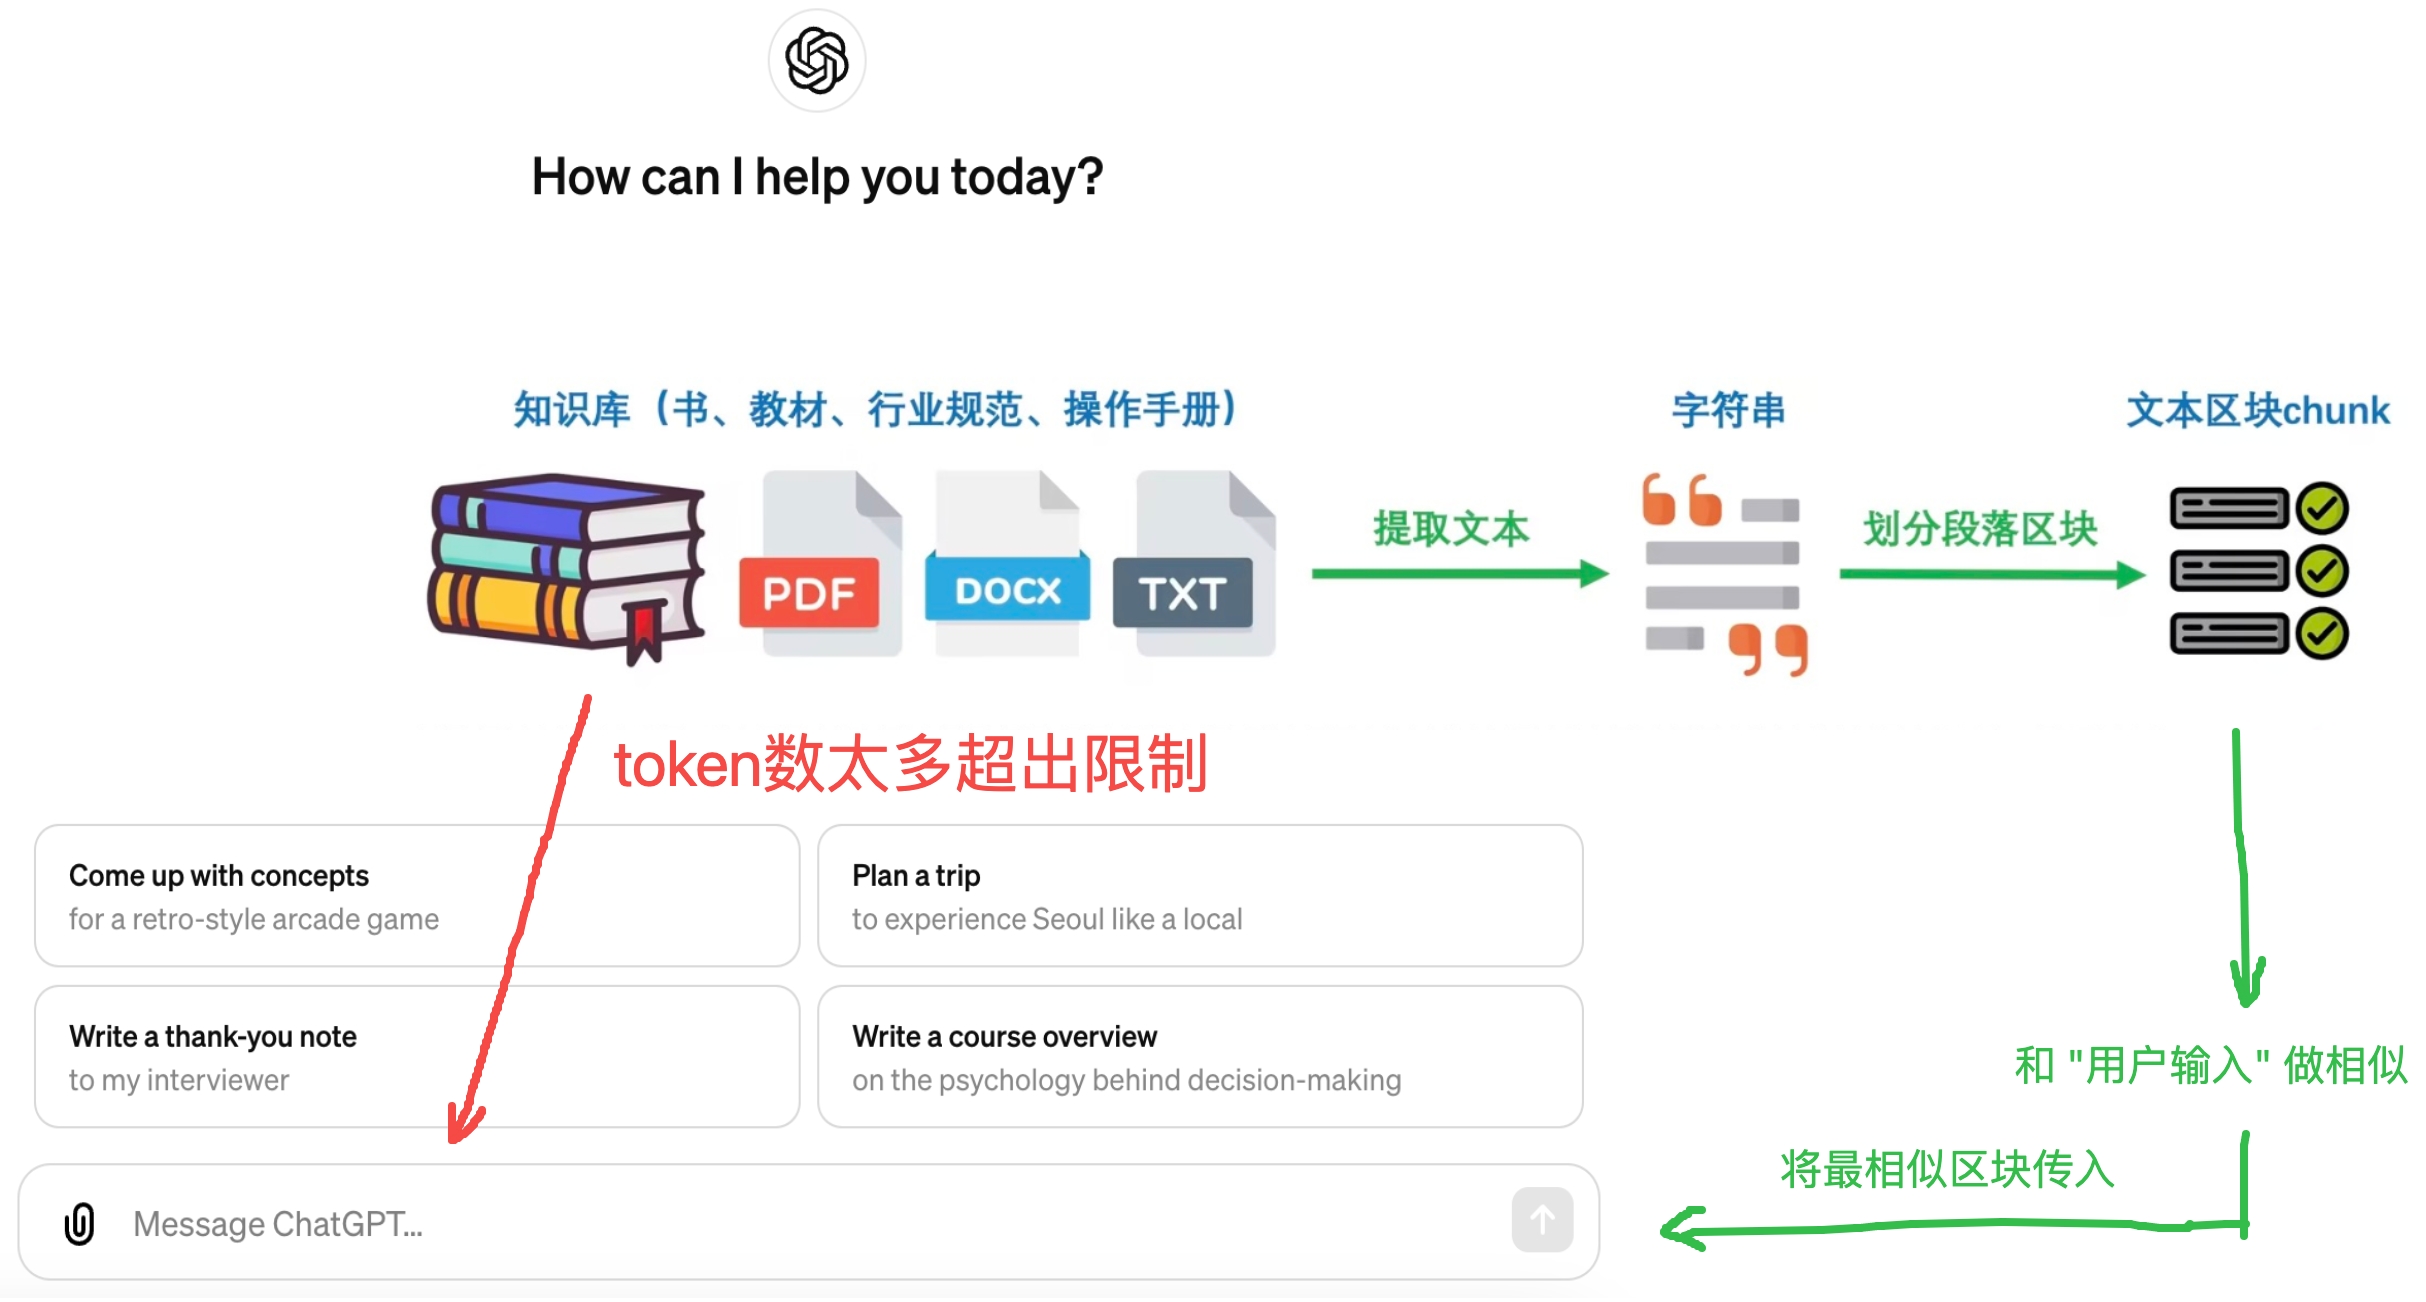 How can I help you today?
知识库（书、教材、行业规范、操作手册）
字符串
文本区块chunk
PDF
DOCX
TXT
提取文本
划分段落区块
token数太多超出限制
Come up with concepts
for a retro-style arcade game
Plan a trip
to experience Seoul like a local
Write a thank-you note
to my interviewer
Write a course overview
on the psychology behind decision-making
和 "用户输入" 做相似
将最相似区块传入
Message ChatGPT...